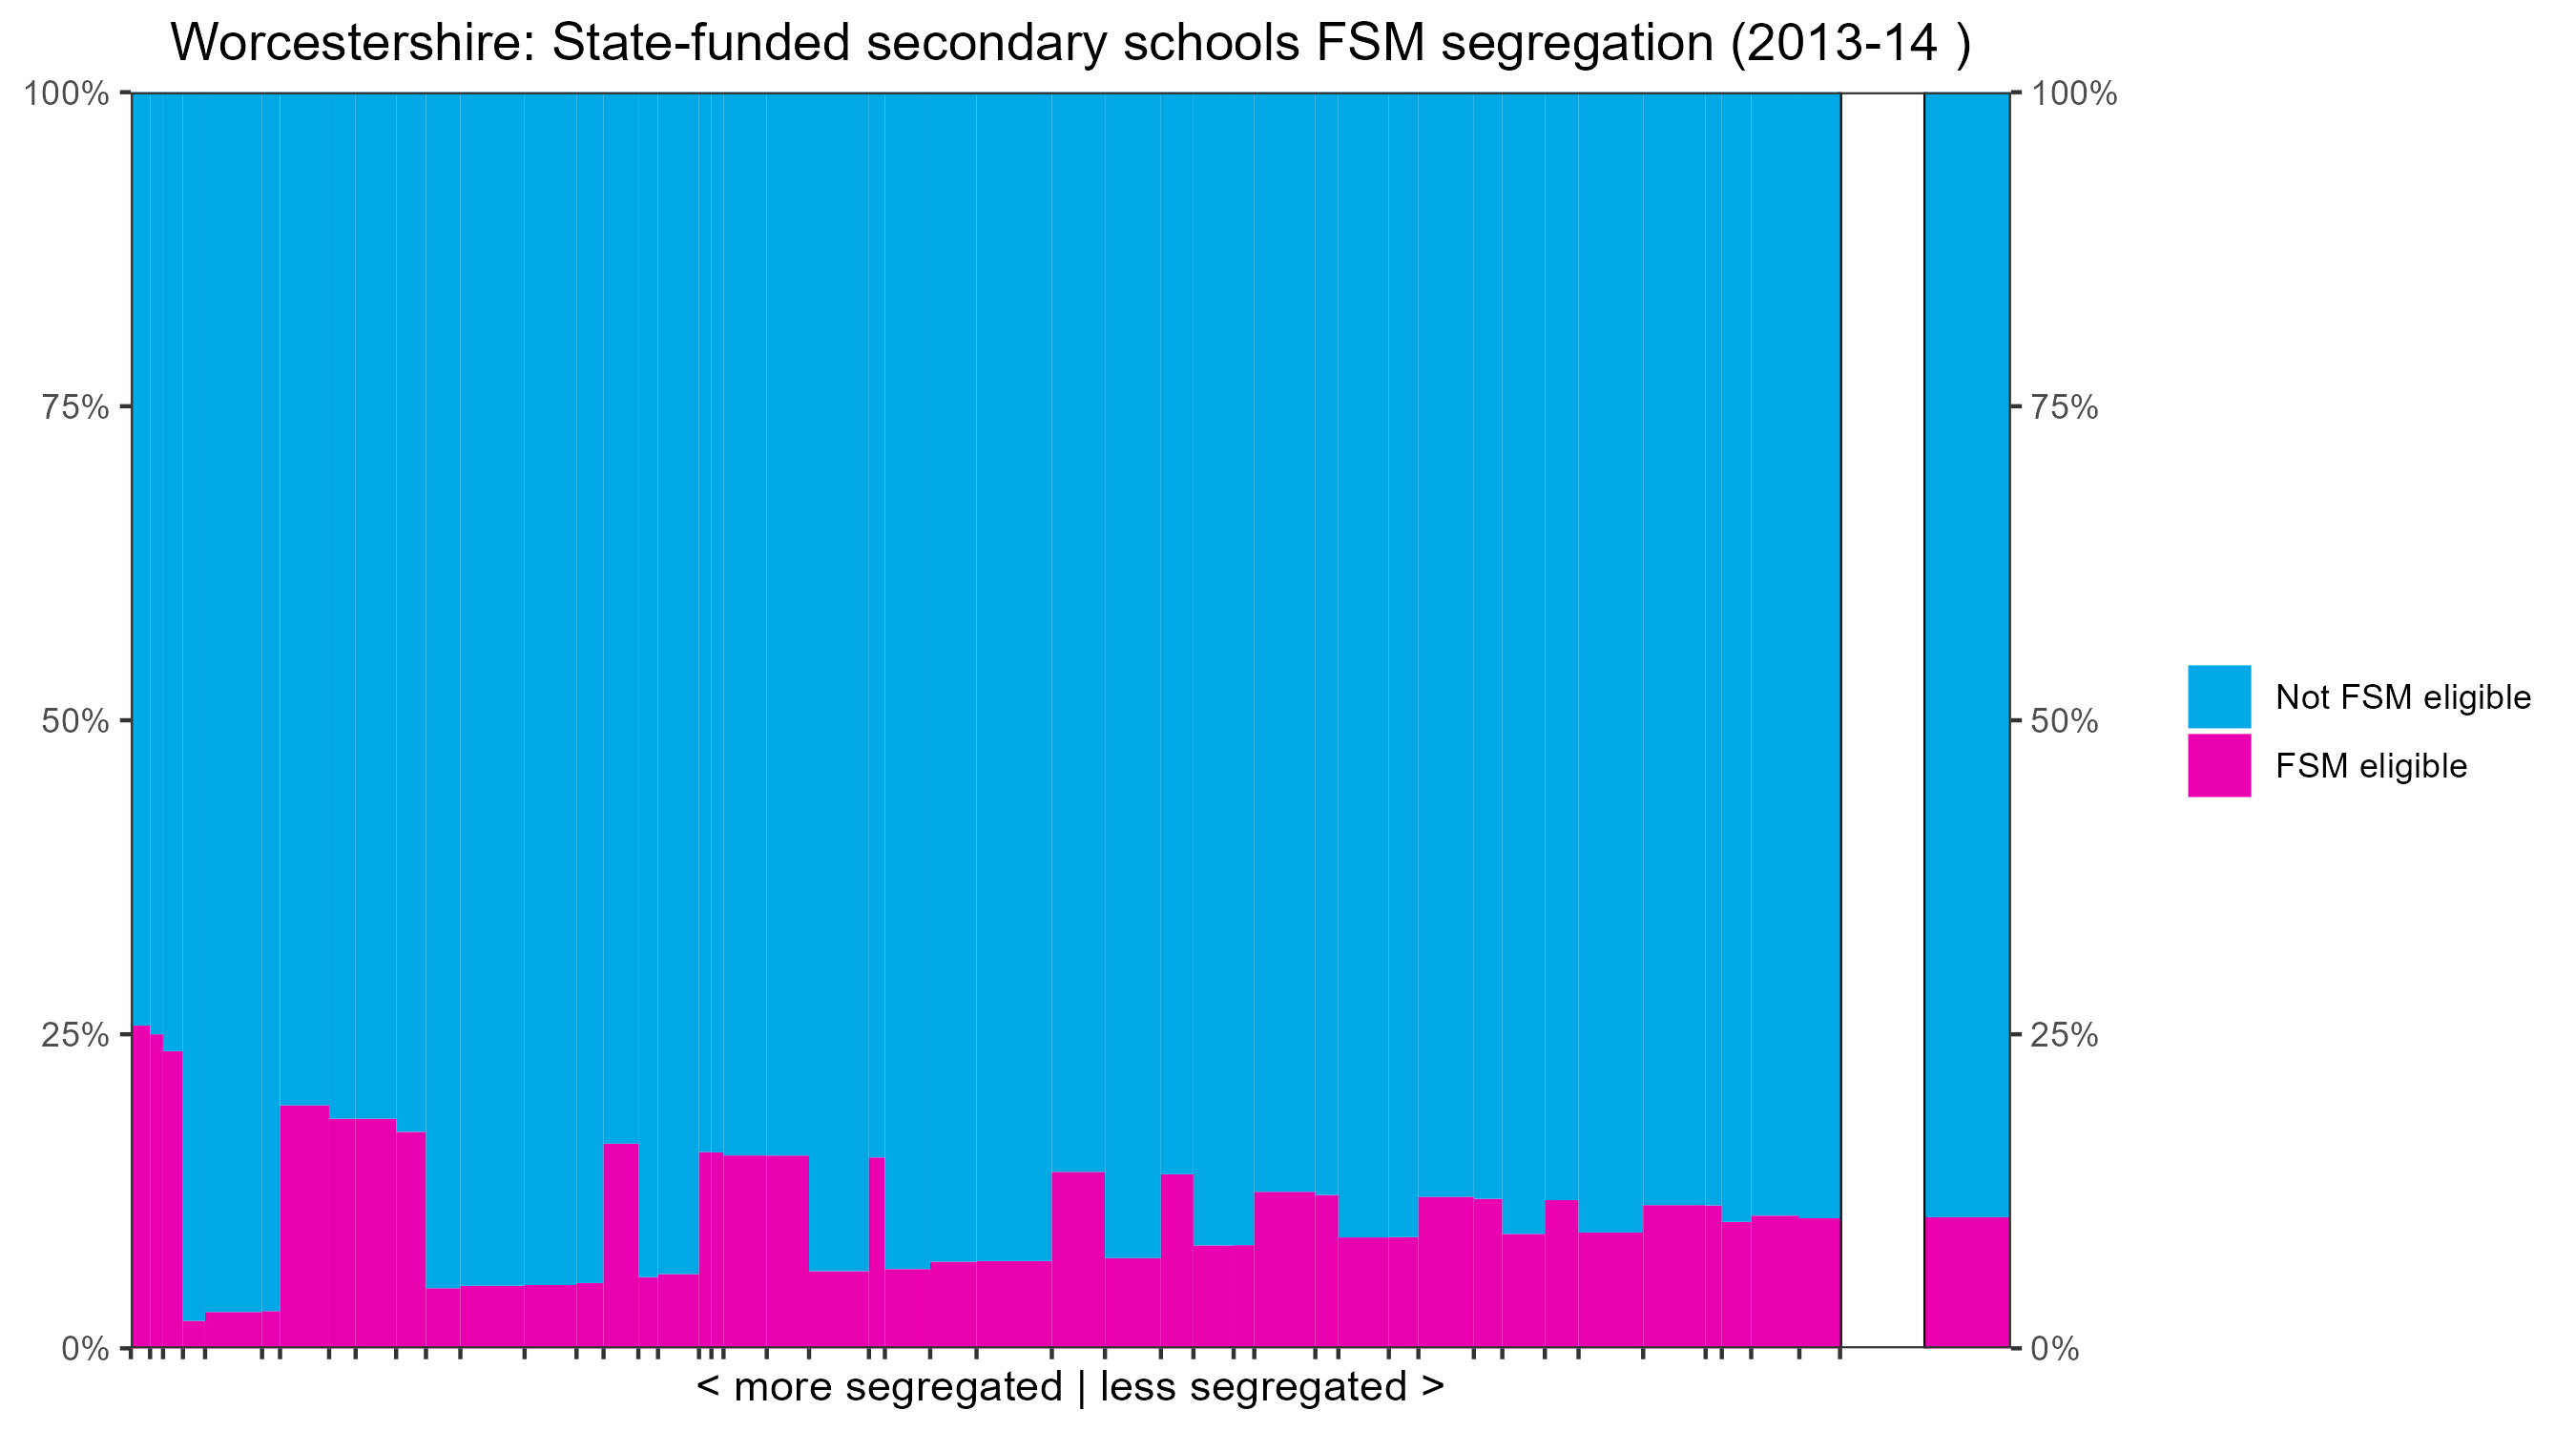 Worcestershire: State-funded secondary schools FSM segregation (2013-14 )
100%
75%
50%
25%
0%
100%
75%
50%
25%
0%
Not FSM eligible
FSM eligible
< more segregated | less segregated >